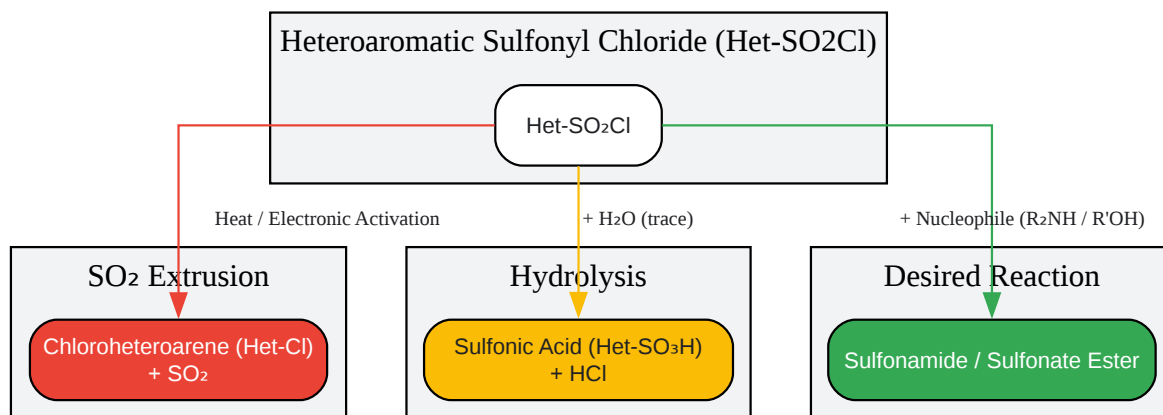 Heteroaromatic Sulfonyl Chloride (Het-SO2Cl)
Het-SO₂Cl
Heat / Electronic Activation
+ H₂O (trace)
+ Nucleophile (R₂NH / R'OH)
SO₂ Extrusion
Hydrolysis
Desired Reaction
Chloroheteroarene (Het-Cl)
+ SO₂
Sulfonic Acid (Het-SO₃H)
+ HCl
Sulfonamide / Sulfonate Ester